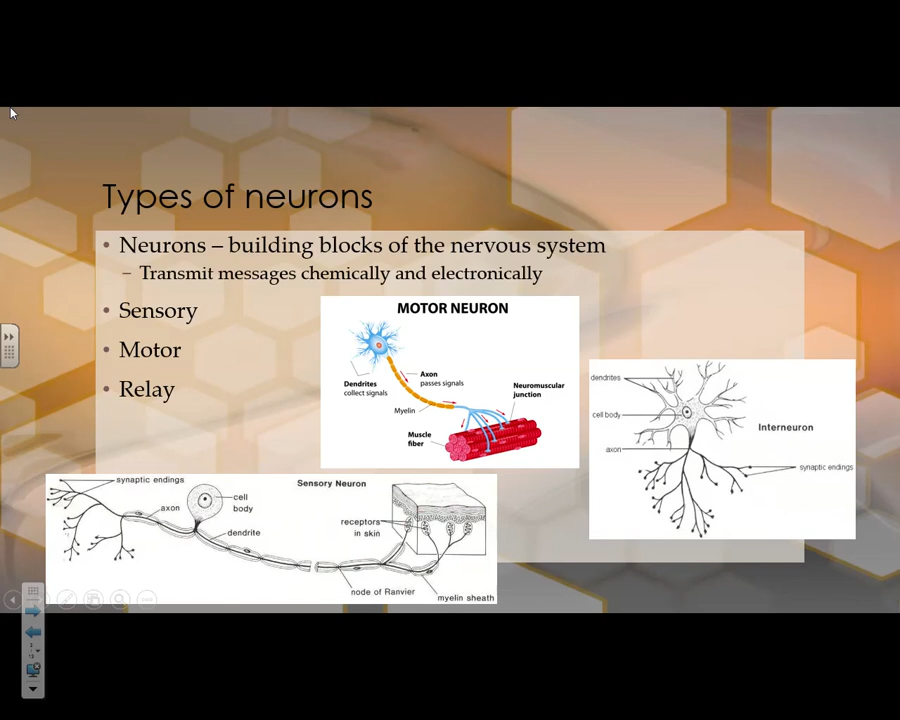 Types of neurons
• Neurons – building blocks of the nervous system
– Transmit messages chemically and electronically
• Sensory
• Motor
• Relay
MOTOR NEURON
Dendrites
collect signals
Axon
passes signals
Myelin
Neuromuscular
junction
Muscle
fiber
dendrites
cell body
axon
Interneuron
synaptic endings
synaptic endings
axon
cell
body
dendrite
Sensory Neuron
receptors
in skin
node of Ranvier
myelin sheath